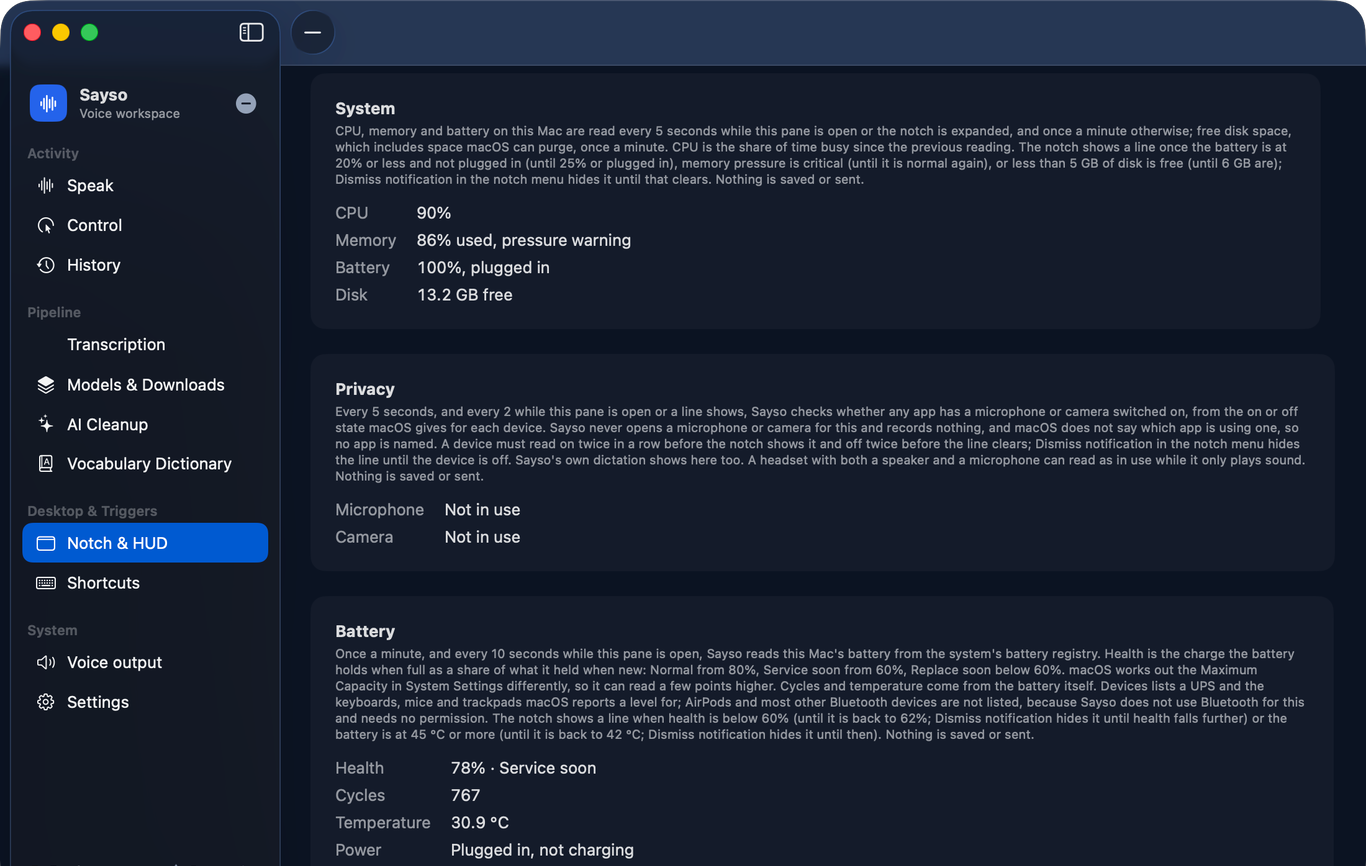 Sayso
Voice workspace
Activity
Speak
Control
History
Pipeline
Transcription
Models & Downloads
AI Cleanup
Vocabulary Dictionary
Desktop & Triggers
Notch & HUD
Shortcuts
System
Voice output
Settings
System
CPU, memory and battery on this Mac are read every 5 seconds while this pane is open or the notch is expanded, and once a minute otherwise; free disk space,
which includes space macOS can purge, once a minute. CPU is the share of time busy since the previous reading. The notch shows a line once the battery is at
20% or less and not plugged in (until 25% or plugged in), memory pressure is critical (until it is normal again), or less than 5 GB of disk is free (until 6 GB are);
Dismiss notification in the notch menu hides it until that clears. Nothing is saved or sent.
CPU 90%
Memory 86% used, pressure warning
Battery 100%, plugged in
Disk 13.2 GB free
Privacy
Every 5 seconds, and every 2 while this pane is open or a line shows, Sayso checks whether any app has a microphone or camera switched on, from the on or off
state macOS gives for each device. Sayso never opens a microphone or camera for this and records nothing, and macOS does not say which app is using one, so
no app is named. A device must read on twice in a row before the notch shows it and off twice before the line clears; Dismiss notification in the notch menu hides
the line until the device is off. Sayso's own dictation shows here too. A headset with both a speaker and a microphone can read as in use while it only plays sound.
Nothing is saved or sent.
Microphone Not in use
Camera Not in use
Battery
Once a minute, and every 10 seconds while this pane is open, Sayso reads this Mac's battery from the system's battery registry. Health is the charge the battery
holds when full as a share of what it held when new: Normal from 80%, Service soon from 60%, Replace soon below 60%. macOS works out the Maximum
Capacity in System Settings differently, so it can read a few points higher. Cycles and temperature come from the battery itself. Devices lists a UPS and the
keyboards, mice and trackpads macOS reports a level for; AirPods and most other Bluetooth devices are not listed, because Sayso does not use Bluetooth for this
and needs no permission. The notch shows a line when health is below 60% (until it is back to 62%; Dismiss notification hides it until health falls further) or the
battery is at 45 °C or more (until it is back to 42 °C; Dismiss notification hides it until then). Nothing is saved or sent.
Health 78% · Service soon
Cycles 767
Temperature 30.9 °C
Power Plugged in, not charging